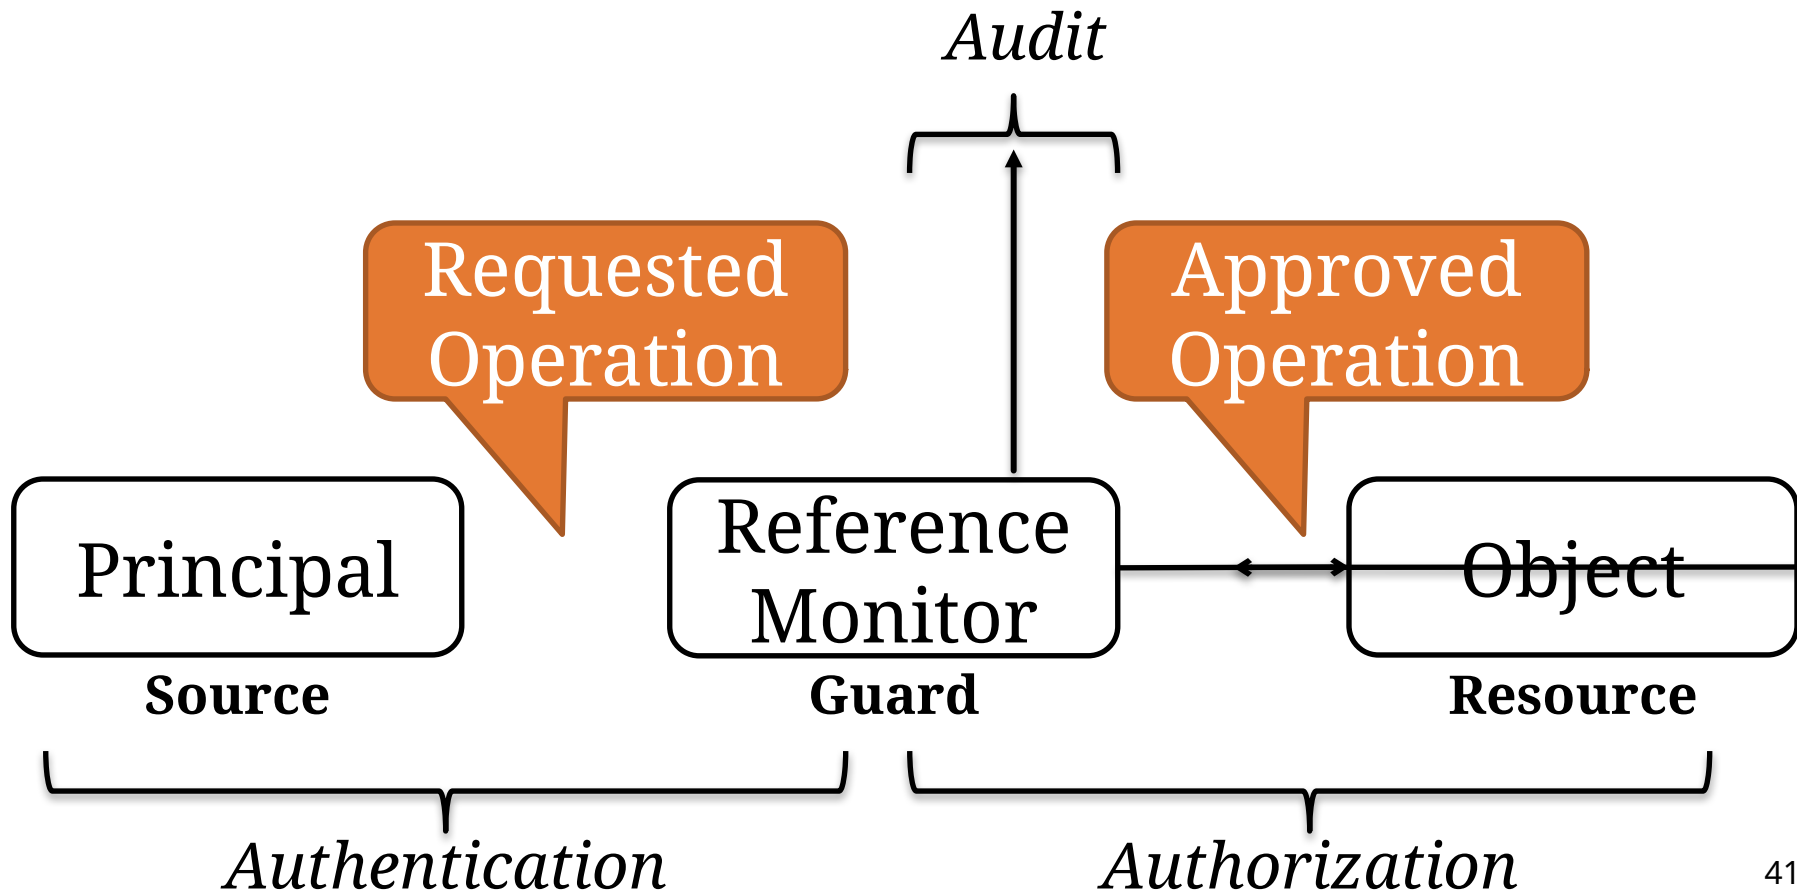 Audit
Requested
Operation
Approved
Operation
Principal
Reference
Monitor
Object
Source
Guard
Resource
Authentication
Authorization
41